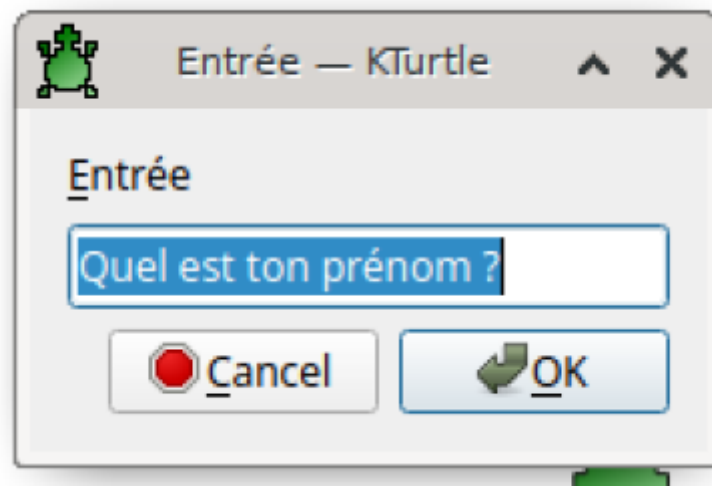 Entrée — KTurtle
Entrée
Quel est ton prénom ?
Cancel
OK